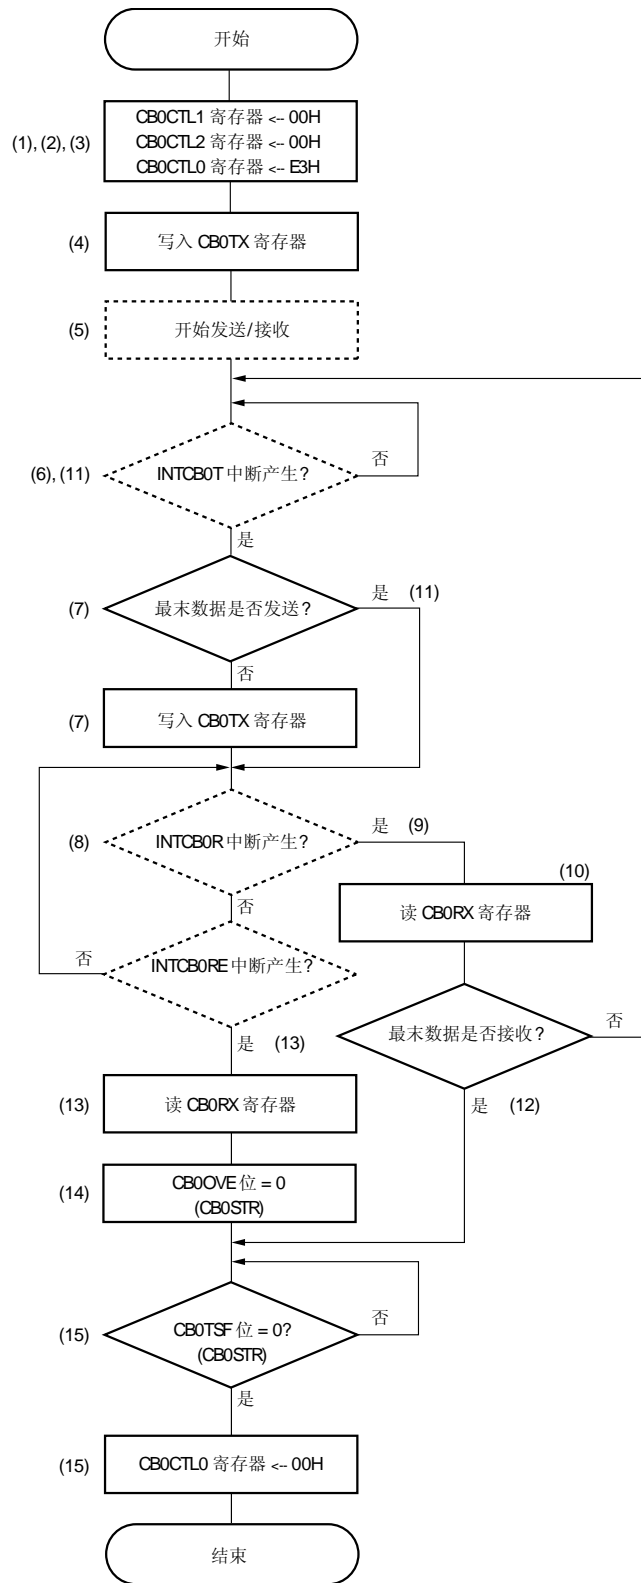 开始
(1), (2), (3)
CB0CTL1 寄存器 <-- 00H
CB0CTL2 寄存器 <-- 00H
CB0CTL0 寄存器 <-- E3H
(4)
写入 CB0TX 寄存器
(5)
开始发送/接收
(6), (11)
INTCB0T 中断产生?
否
是
(7)
最末数据是否发送?
是 (11)
否
(7)
写入 CB0TX 寄存器
(8)
INTCB0R 中断产生?
是 (9)
(10)
读 CB0RX 寄存器
否
否
INTCB0RE 中断产生?
最末数据是否接收?
否
是 (13)
是 (12)
(13)
读 CB0RX 寄存器
(14)
CB0OVE 位 = 0
(CB0STR)
(15)
CB0TSF 位 = 0?
(CB0STR)
否
是
(15)
CB0CTL0 寄存器 <-- 00H
结束